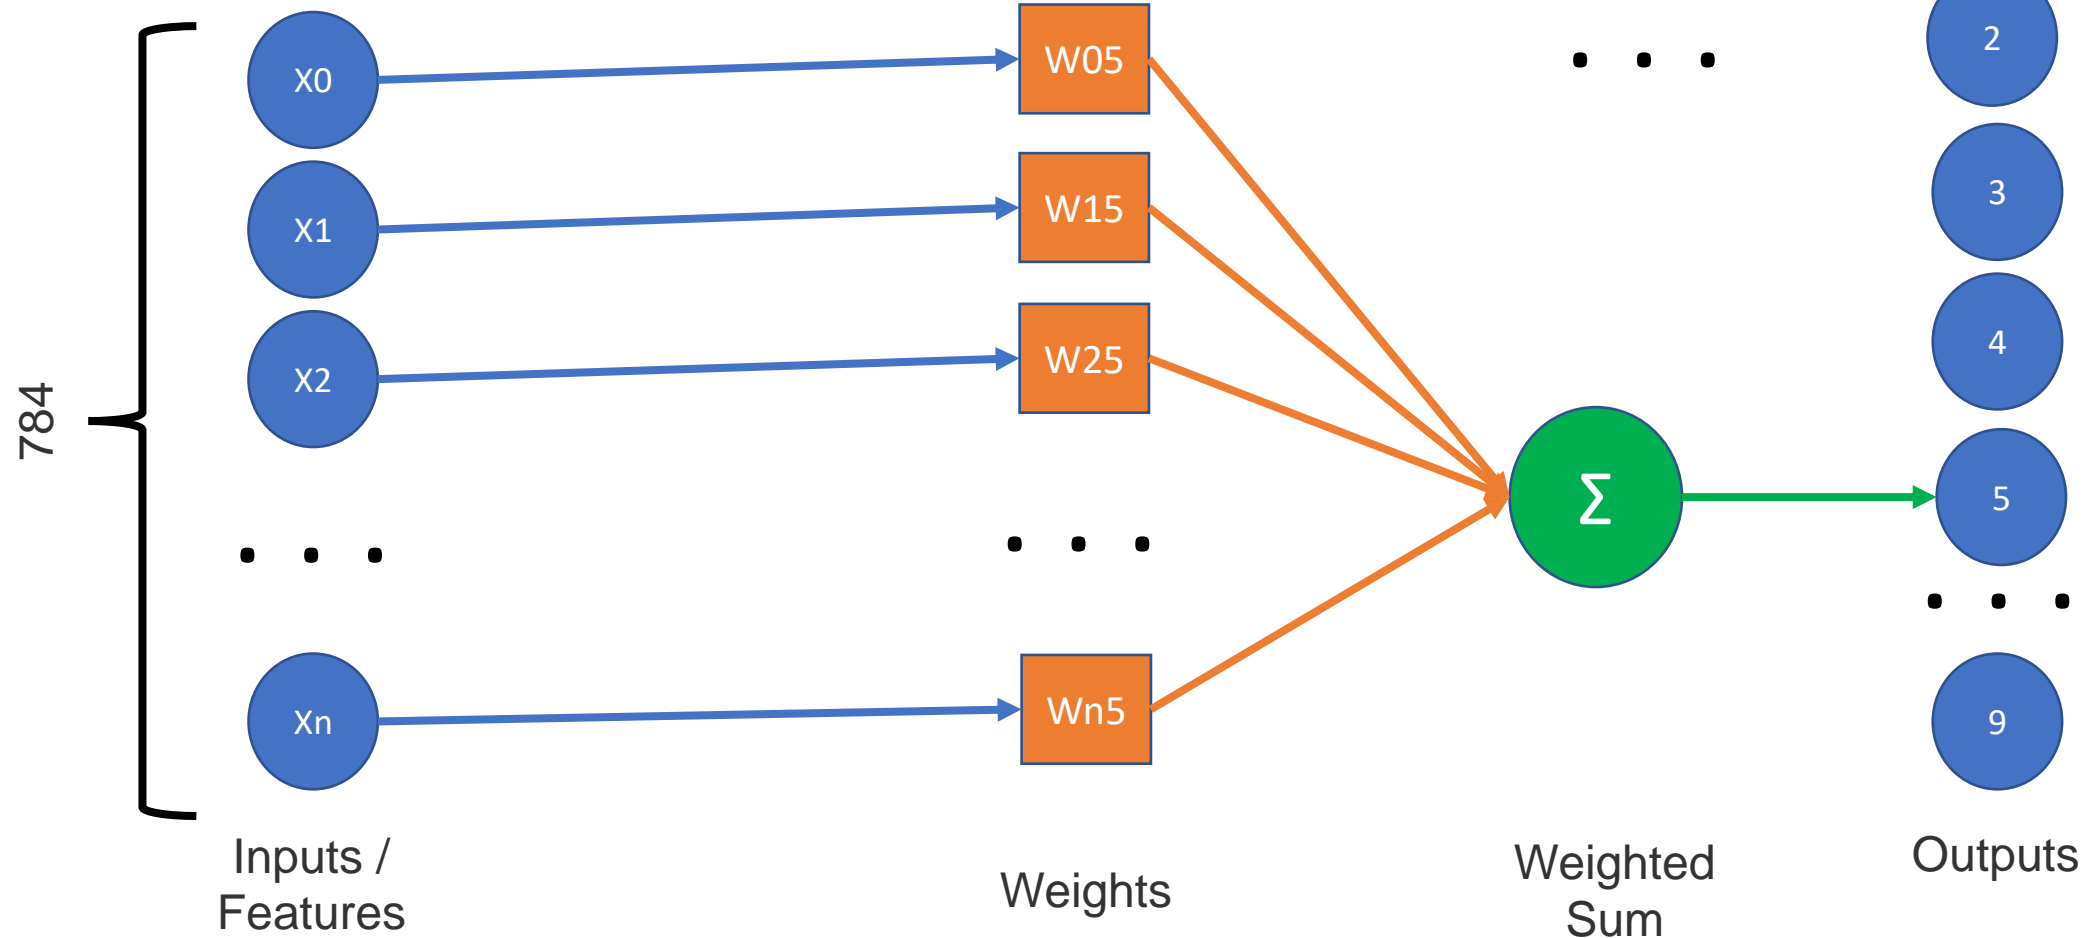 784
X0
X1
X2
. . .
Xn
Inputs /
Features
W05
W15
W25
. . .
Wn5
Weights
. . .
Σ
Weighted
Sum
2
3
4
5
. . .
9
Outputs